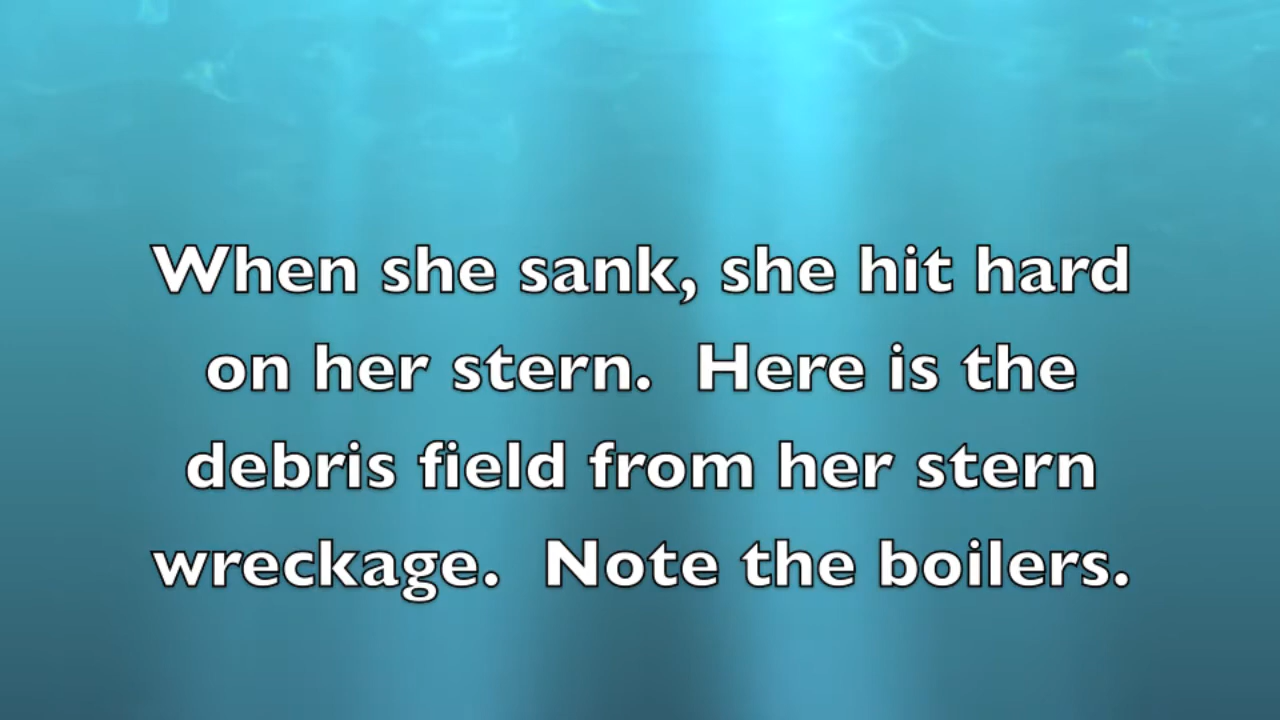 When she sank, she hit hard
on her stern.  Here is the
debris field from her stern
wreckage.  Note the boilers.